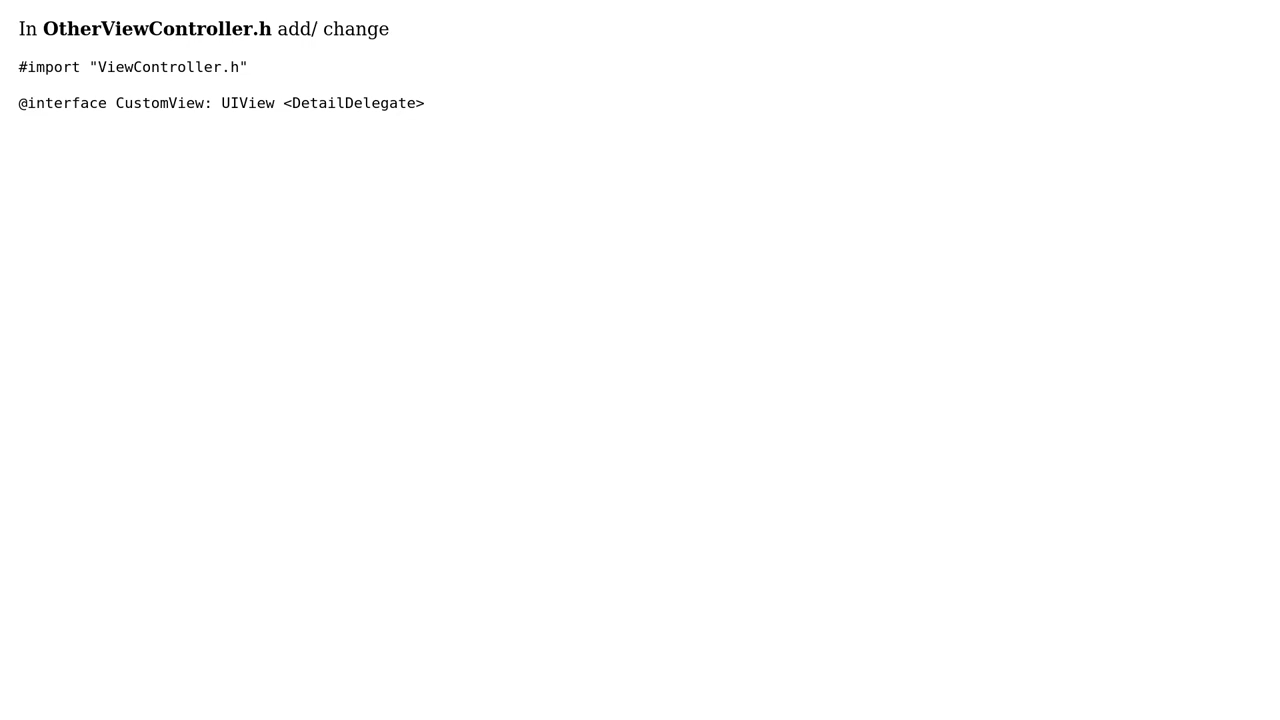 In OtherViewController.h add/ change
#import "ViewController.h"
@interface CustomView: UIView <DetailDelegate>